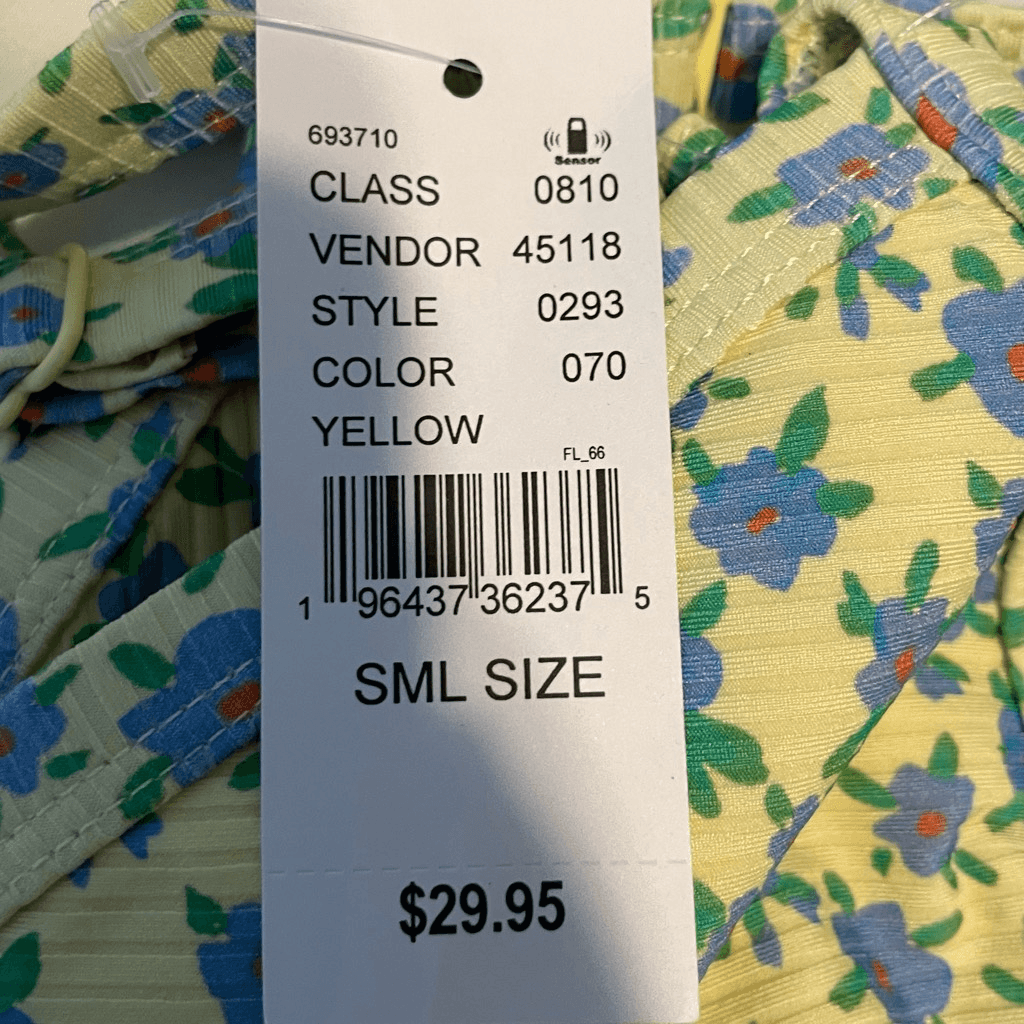 693710
Sensor
CLASS 0810
VENDOR 45118
STYLE 0293
COLOR 070
YELLOW
FL_66
1 96437 36237 5
SML SIZE
$29.95